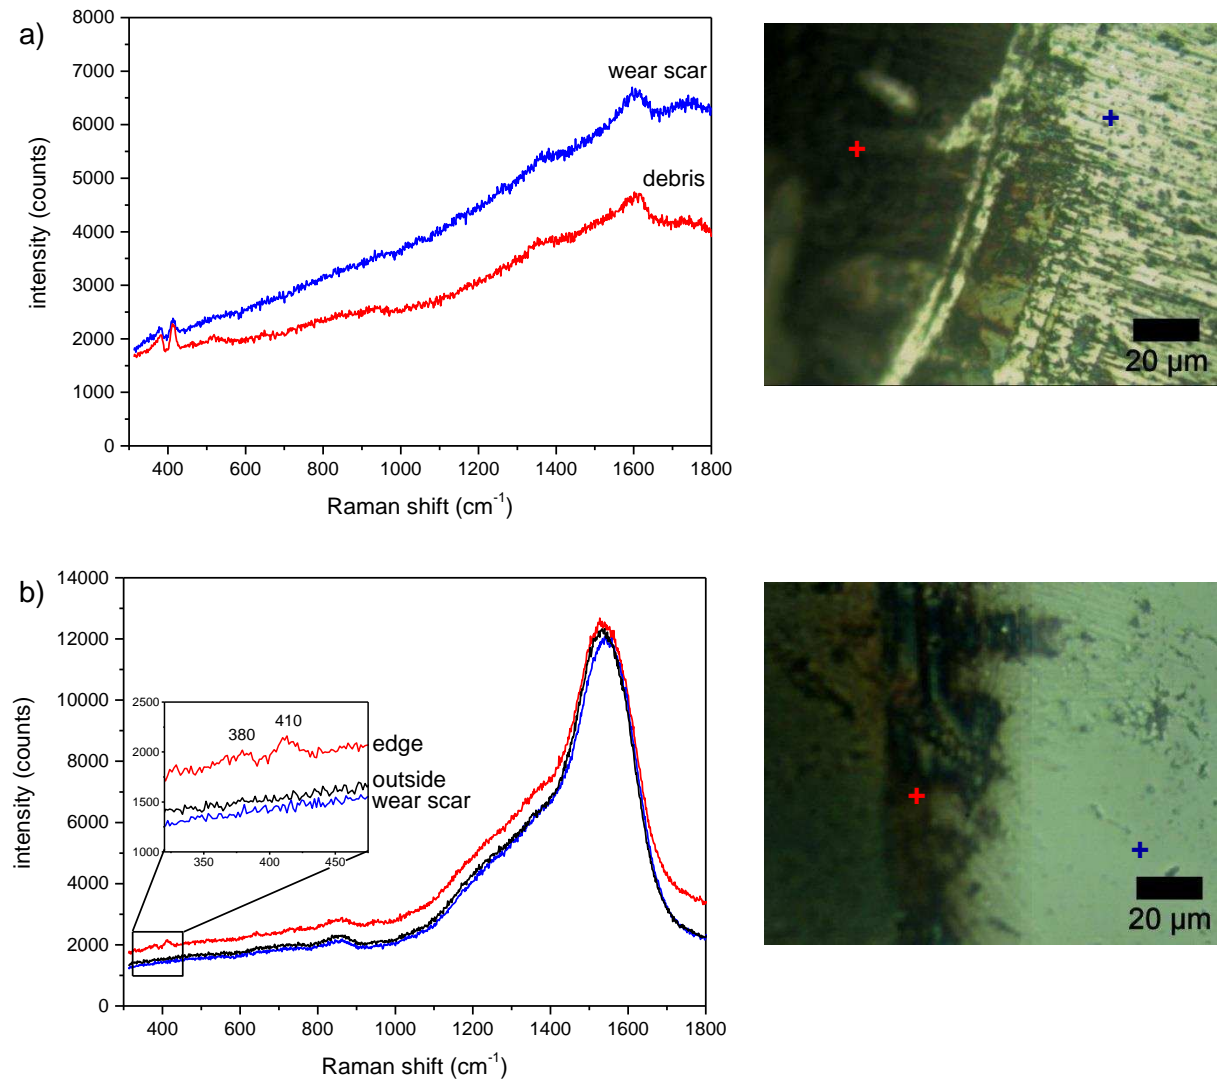 a)
8000
7000
6000
5000
4000
3000
2000
1000
0
intensity (counts)
wear scar
debris
400 600 800 1000 1200 1400 1600 1800
Raman shift (cm⁻¹)
20 µm
b)
14000
12000
10000
8000
6000
4000
2000
0
intensity (counts)
2500
2000
1500
1000
380
410
edge
outside
wear scar
350 400 450
400 600 800 1000 1200 1400 1600 1800
Raman shift (cm⁻¹)
20 µm